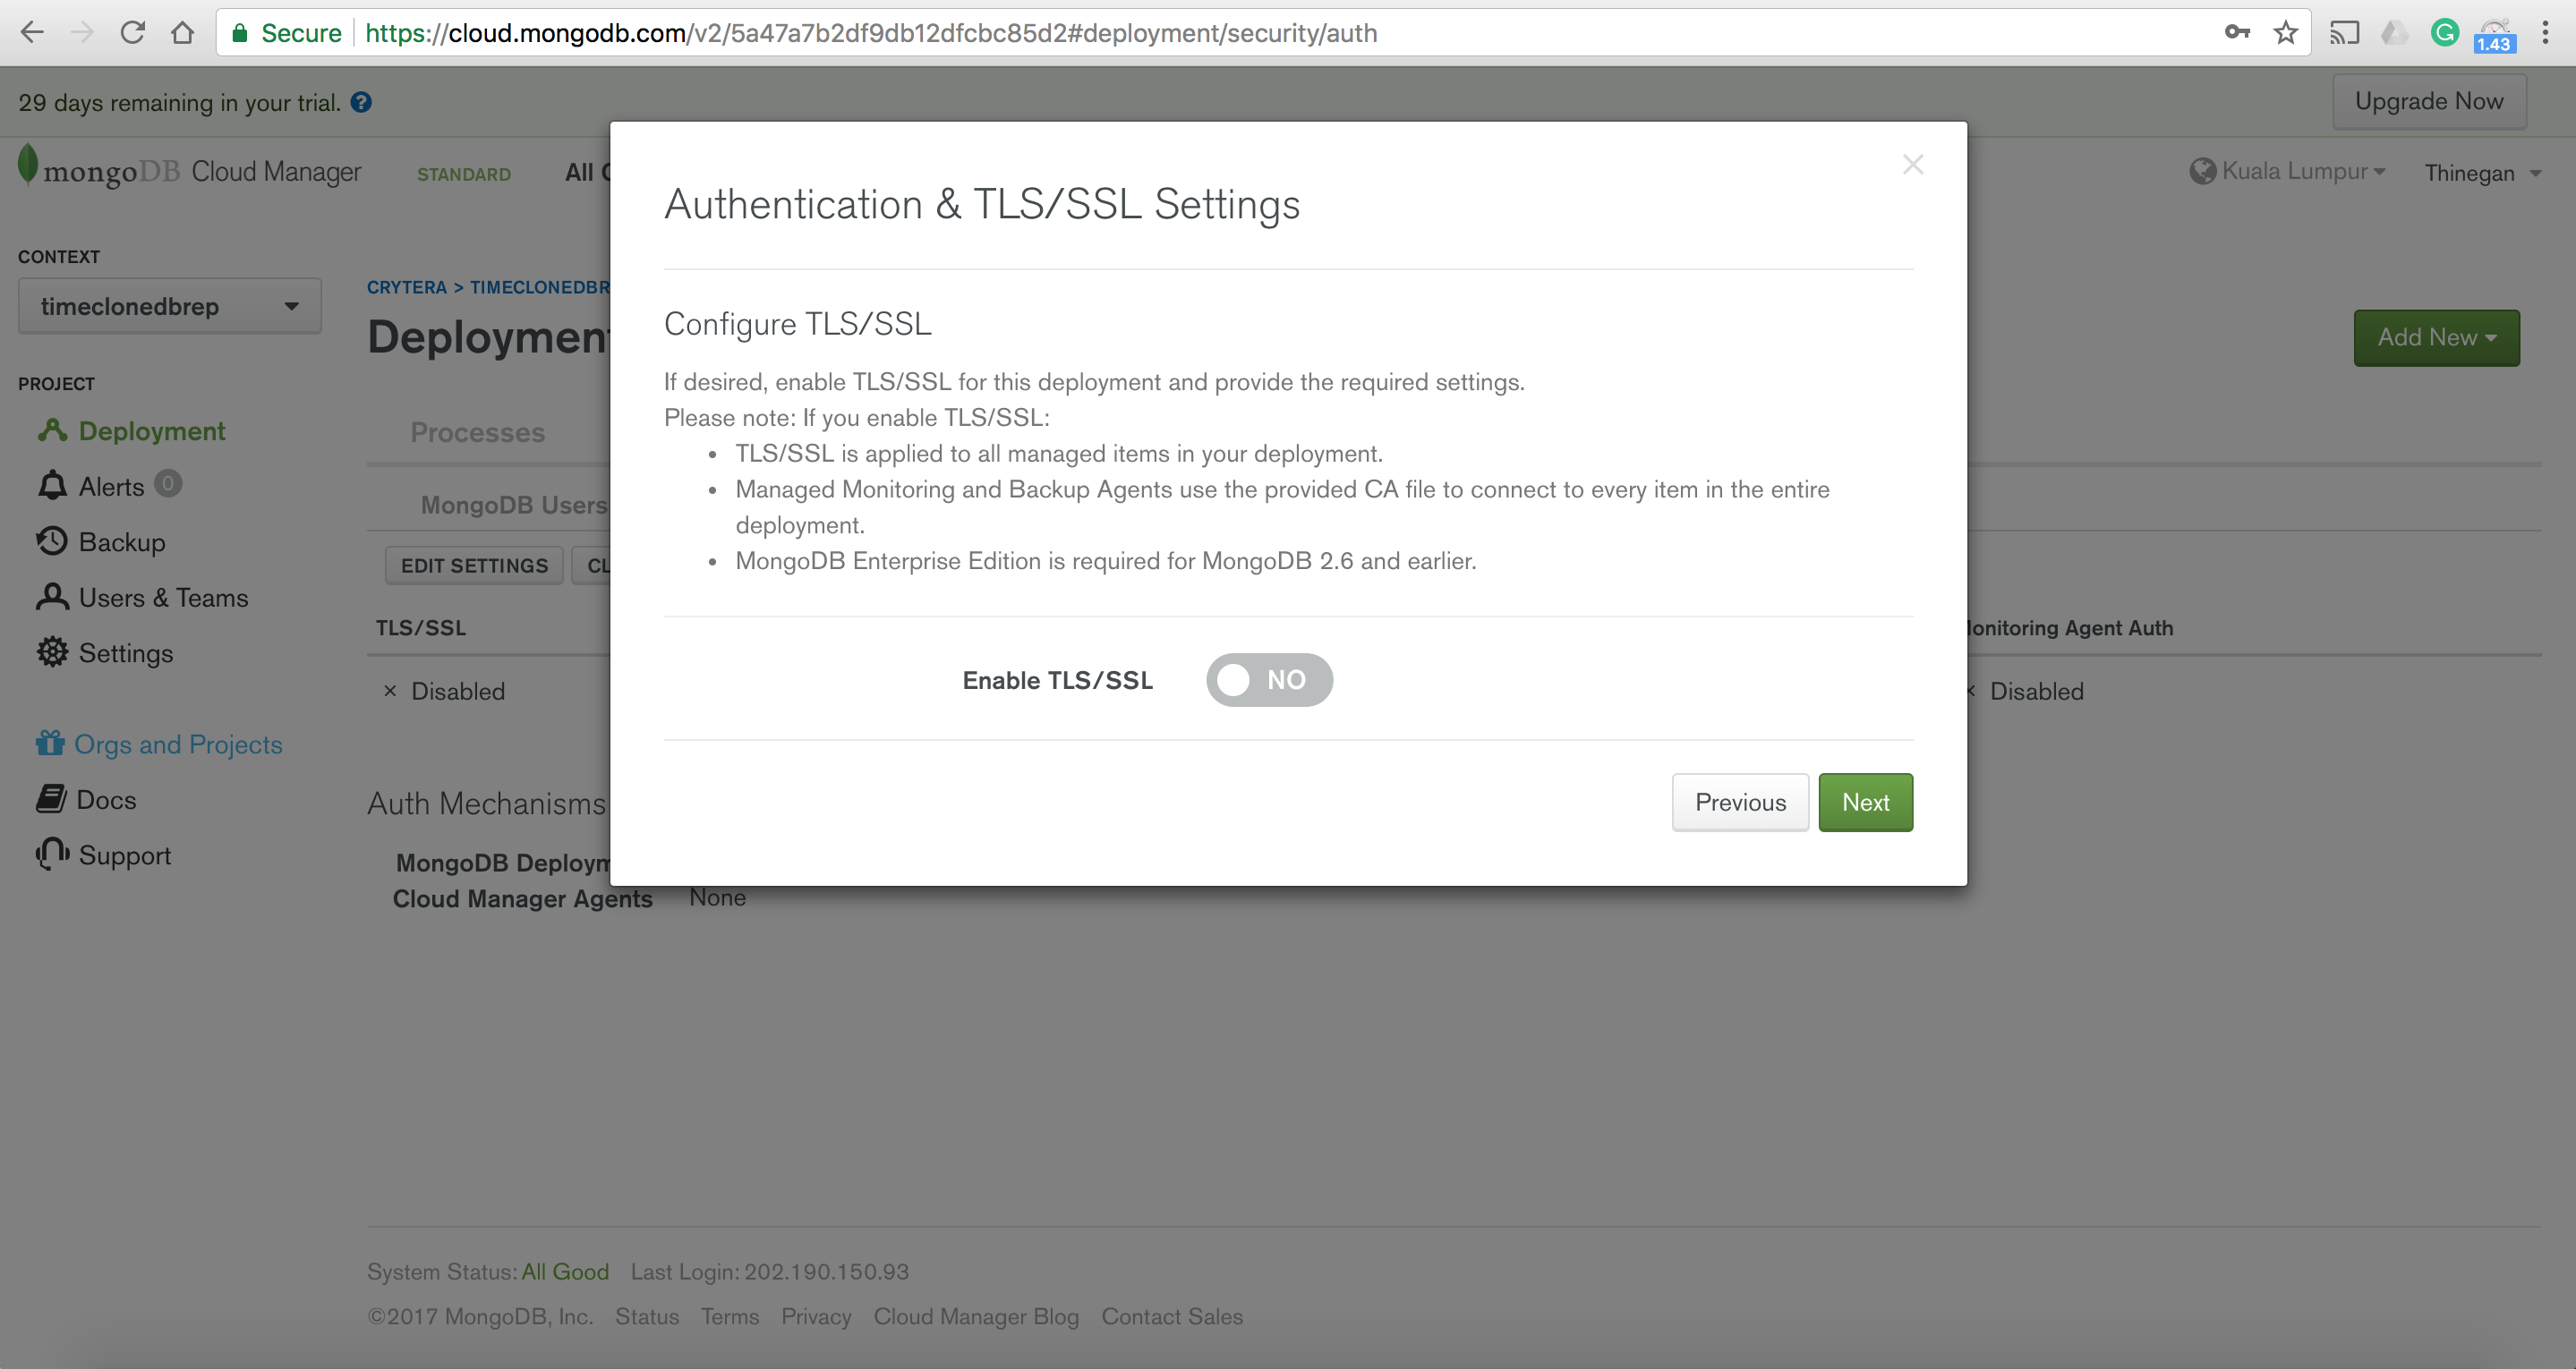 Secure https://cloud.mongodb.com/v2/5a47a7b2df9db12dfcbc85d2#deployment/security/auth
1.43
29 days remaining in your trial. ?
Upgrade Now
mongoDB Cloud Manager STANDARD All
Kuala Lumpur Thinegan
CONTEXT
timeclonedbrep
PROJECT
Deployment
Alerts 0
Backup
Users & Teams
Settings
Orgs and Projects
Docs
Support
CRYTERA > TIMECLONEDBR
Deploymen
Add New
Processes
MongoDB Users
EDIT SETTINGS CL
TLS/SSL
Disabled
Auth Mechanisms
MongoDB Deploym
Cloud Manager Agents None
Authentication & TLS/SSL Settings
Configure TLS/SSL
If desired, enable TLS/SSL for this deployment and provide the required settings.
Please note: If you enable TLS/SSL:
• TLS/SSL is applied to all managed items in your deployment.
• Managed Monitoring and Backup Agents use the provided CA file to connect to every item in the entire
deployment.
• MongoDB Enterprise Edition is required for MongoDB 2.6 and earlier.
Enable TLS/SSL NO
Previous Next
onitoring Agent Auth
Disabled
System Status: All Good Last Login: 202.190.150.93
©2017 MongoDB, Inc. Status Terms Privacy Cloud Manager Blog Contact Sales